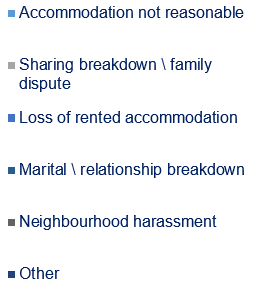 Accommodation not reasonable
Sharing breakdown \ family
dispute
Loss of rented accommodation
Marital \ relationship breakdown
Neighbourhood harassment
Other